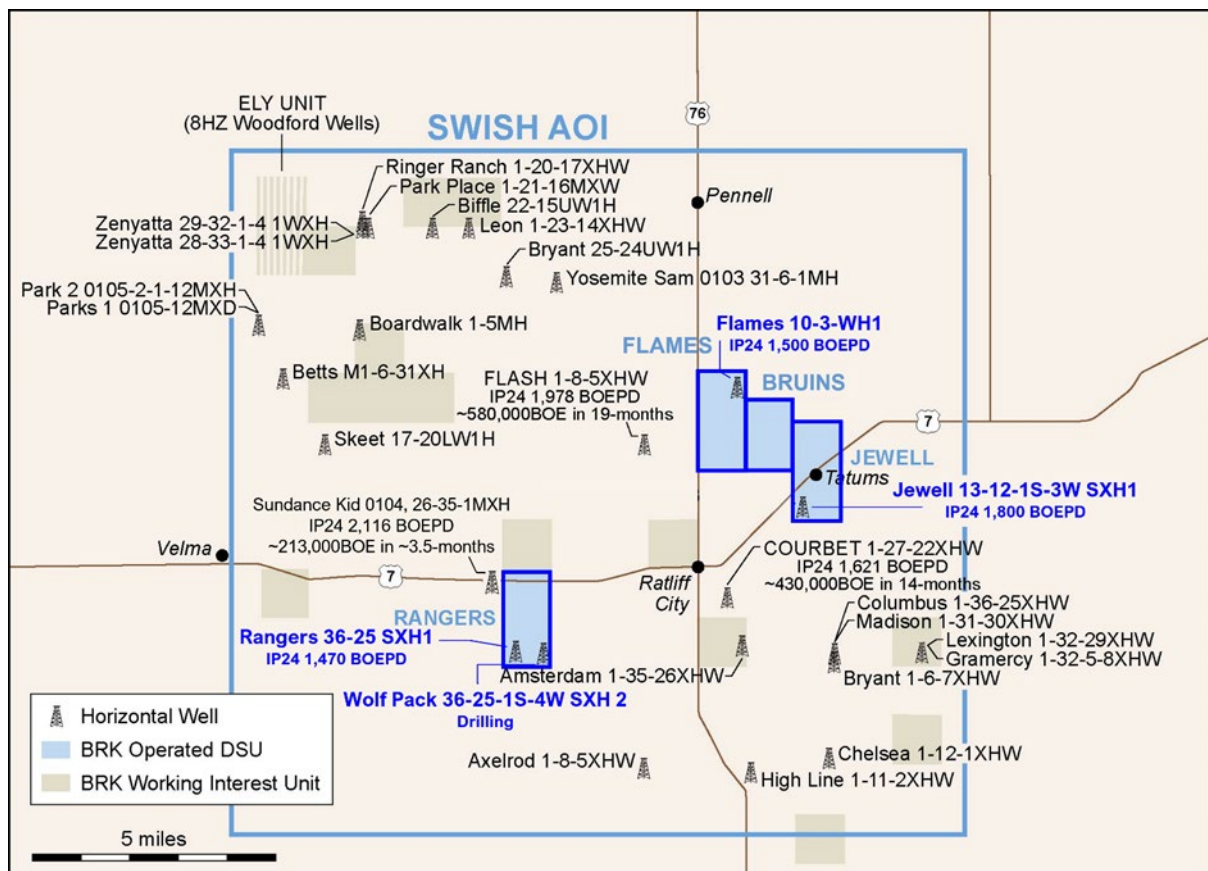 ELY UNIT
(8HZ Woodford Wells)
SWISH AOI
76
Ringer Ranch 1-20-17XHW
Park Place 1-21-16MXW
Biffle 22-15UW1H
Leon 1-23-14XHW
Zenyatta 29-32-1-4 1WXH
Zenyatta 28-33-1-4 1WXH
Pennell
Bryant 25-24UW1H
Yosemite Sam 0103 31-6-1MH
Park 2 0105-2-1-12MXH
Parks 1 0105-12MXD
Boardwalk 1-5MH
Flames 10-3-WH1
IP24 1,500 BOEPD
FLAMES
BRUINS
Betts M1-6-31XH
FLASH 1-8-5XHW
IP24 1,978 BOEPD
~580,000BOE in 19-months
7
Skeet 17-20LW1H
JEWELL
Tatums
Jewell 13-12-1S-3W SXH1
IP24 1,800 BOEPD
Sundance Kid 0104, 26-35-1MXH
IP24 2,116 BOEPD
~213,000BOE in ~3.5-months
Velma
7
Ratliff
City
COURBET 1-27-22XHW
IP24 1,621 BOEPD
~430,000BOE in 14-months
Columbus 1-36-25XHW
Madison 1-31-30XHW
Lexington 1-32-29XHW
Gramercy 1-32-5-8XHW
Bryant 1-6-7XHW
RANGERS
Rangers 36-25 SXH1
IP24 1,470 BOEPD
Amsterdam 1-35-26XHW
Wolf Pack 36-25-1S-4W SXH 2
Drilling
Axelrod 1-8-5XHW
Chelsea 1-12-1XHW
High Line 1-11-2XHW
Horizontal Well
BRK Operated DSU
BRK Working Interest Unit
5 miles